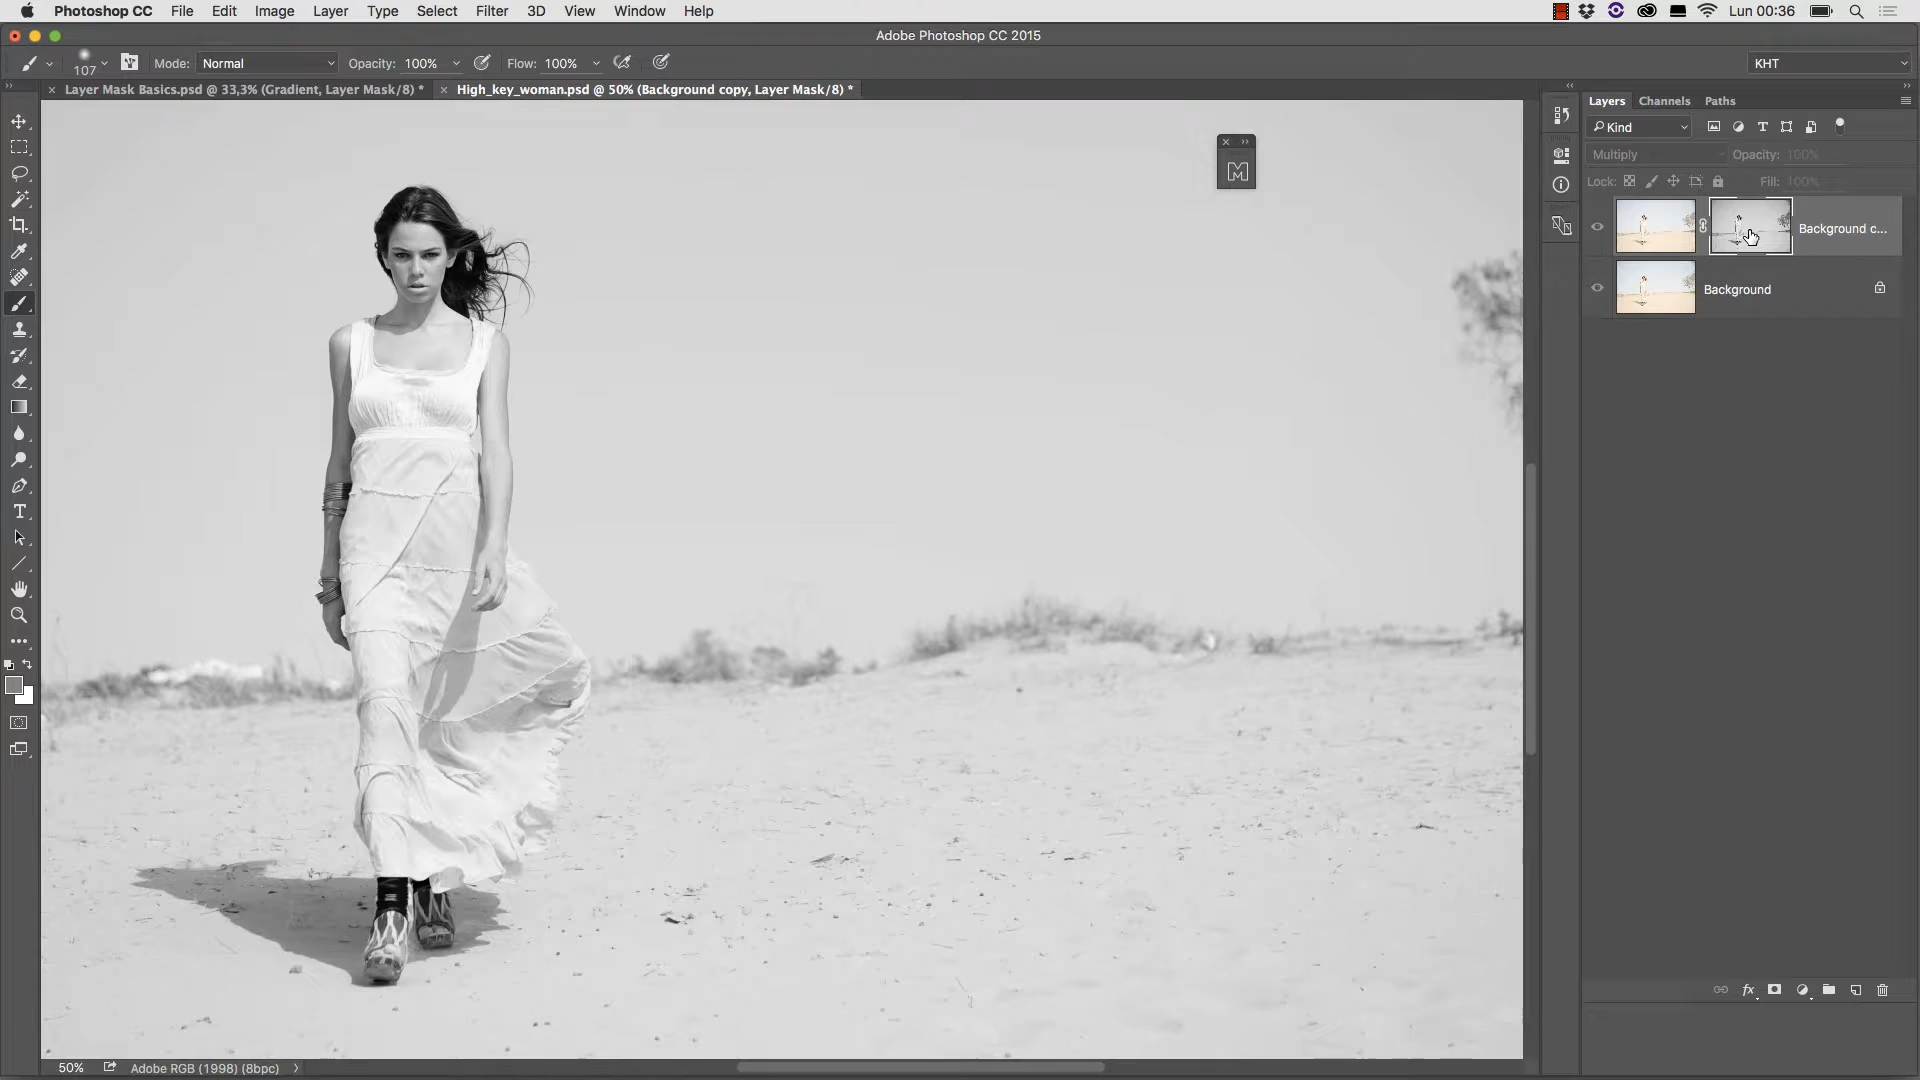 Photoshop CC File Edit Image Layer Type Select Filter 3D View Window Help Lun 00:36
Adobe Photoshop CC 2015
107 Mode: Normal Opacity: 100% Flow: 100% KHT
Layer Mask Basics.psd @ 33,3% (Gradient, Layer Mask/8) * High_key_woman.psd @ 50% (Background copy, Layer Mask/8) *
Layers Channels Paths
Kind
Multiply Opacity: 100%
Lock: Fill: 100%
Background c...
Background
50% Adobe RGB (1998) (8bpc)